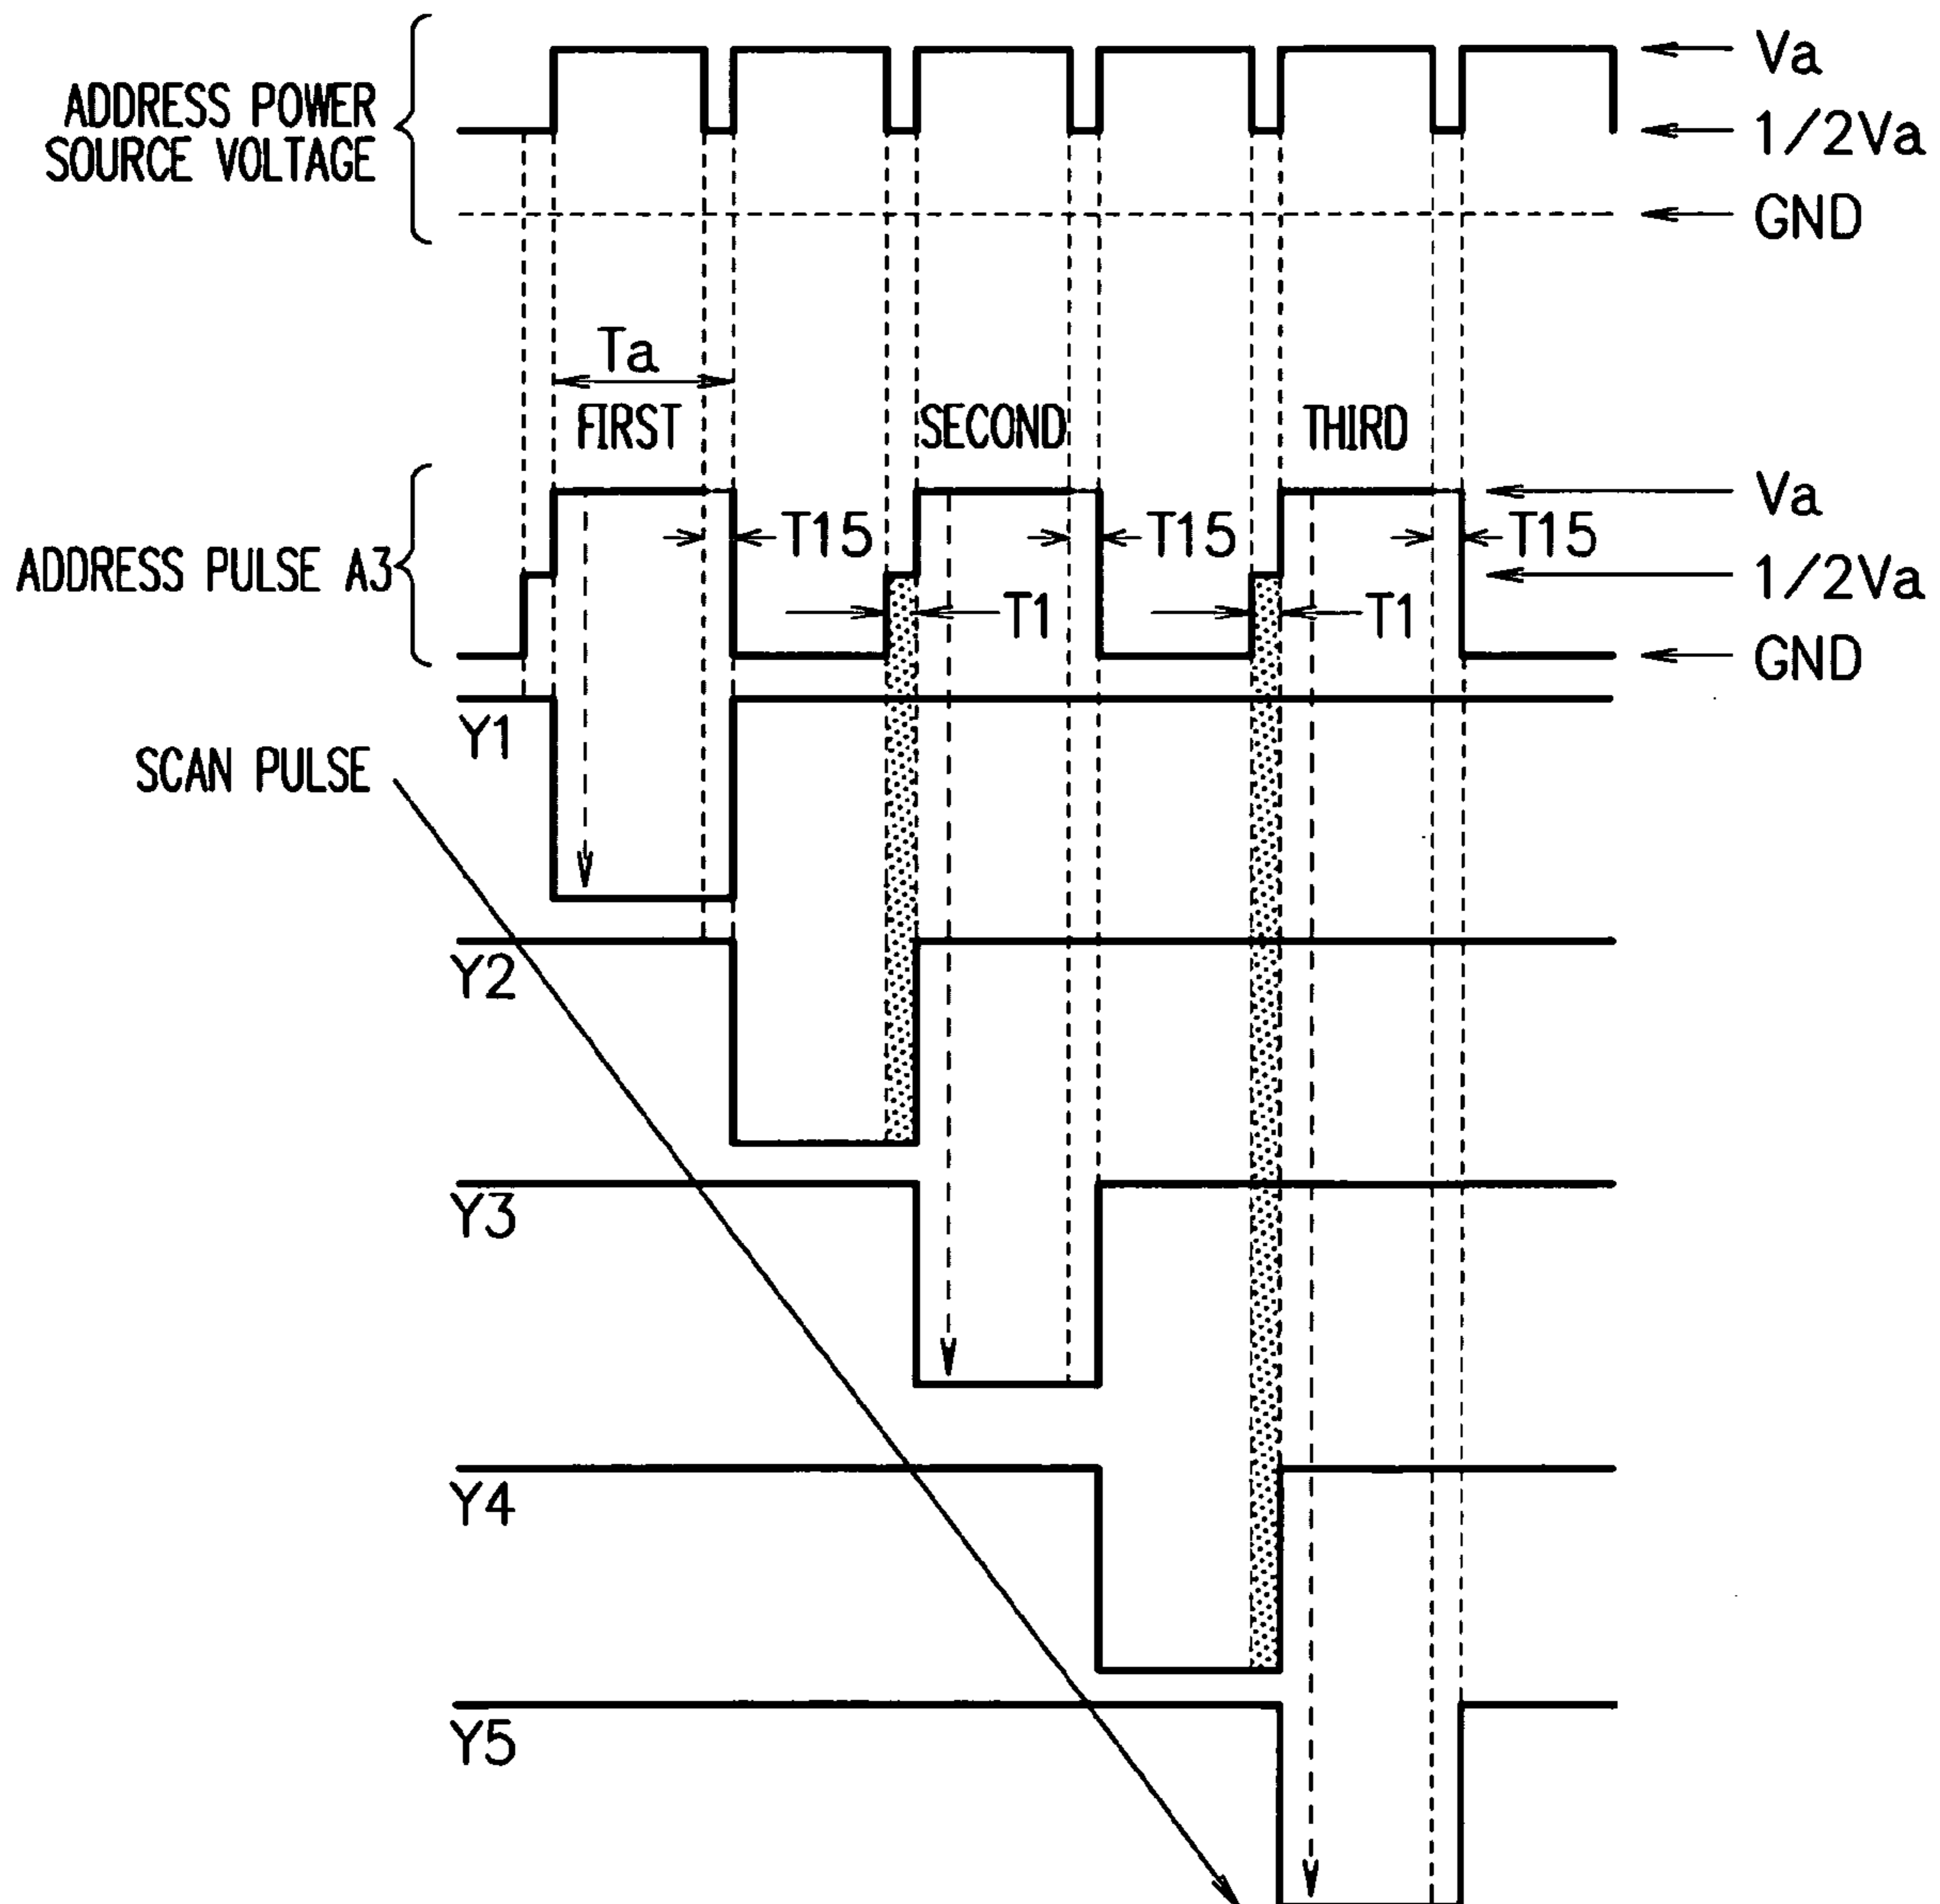 ADDRESS POWER
SOURCE VOLTAGE
Va
1/2Va
GND
Ta
FIRST
SECOND
THIRD
ADDRESS PULSE A3
T15
T15
T15
T1
T1
Va
1/2Va
GND
Y1
SCAN PULSE
Y2
Y3
Y4
Y5